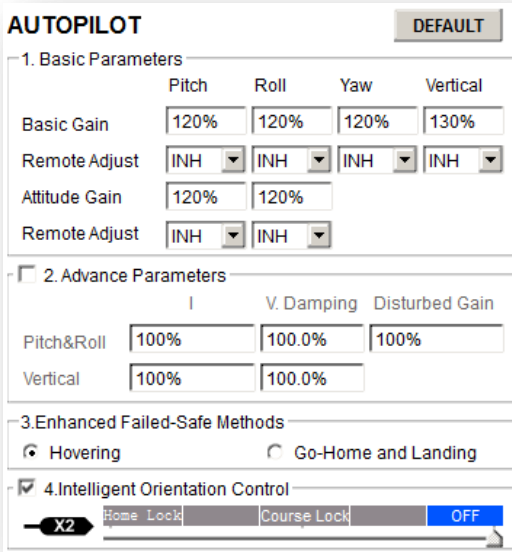 AUTOPILOT DEFAULT
1. Basic Parameters
Pitch Roll Yaw Vertical
Basic Gain 120% 120% 120% 130%
Remote Adjust INH INH INH INH
Attitude Gain 120% 120%
Remote Adjust INH INH
2. Advance Parameters
I V. Damping Disturbed Gain
Pitch&Roll 100% 100.0% 100%
Vertical 100% 100.0%
3.Enhanced Failed-Safe Methods
Hovering Go-Home and Landing
4.Intelligent Orientation Control
X2 Home Lock Course Lock OFF